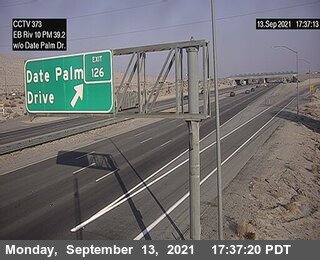 CCTV 373
EB Riv 10 PM 39.2
w/o Date Palm Dr.
13.Sep 2021 17:37:13
Date Palm
Drive
EXIT
126
Monday, September 13, 2021 17:37:20 PDT